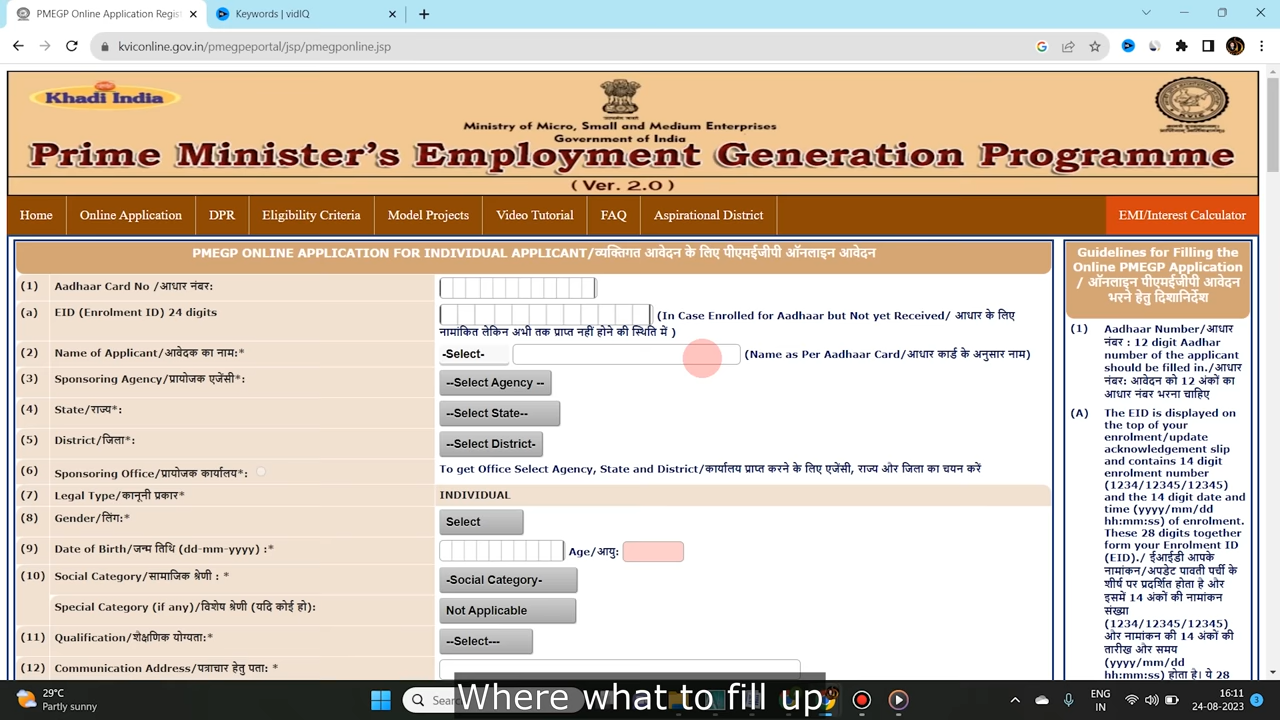 PMEGP Online Application Regist
Keywords | vidIQ
kviconline.gov.in/pmegpeportal/jsp/pmegponline.jsp
Khadi India
Ministry of Micro, Small and Medium Enterprises
Government of India
Prime Minister's Employment Generation Programme
( Ver. 2.0 )
Home
Online Application
DPR
Eligibility Criteria
Model Projects
Video Tutorial
FAQ
Aspirational District
EMI/Interest Calculator
PMEGP ONLINE APPLICATION FOR INDIVIDUAL APPLICANT/व्यक्तिगत आवेदन के लिए पीएमईजीपी ऑनलाइन आवेदन
(1) Aadhaar Card No /आधार नंबर:
(a) EID (Enrolment ID) 24 digits
(In Case Enrolled for Aadhaar but Not yet Received/ आधार के लिए
नामांकित लेकिन अभी तक प्राप्त नहीं होने की स्थिति में )
(2) Name of Applicant/आवेदक का नाम:* -Select- (Name as Per Aadhaar Card/आधार कार्ड के अनुसार नाम)
(3) Sponsoring Agency/प्रायोजक एजेंसी*: --Select Agency --
(4) State/राज्य*: --Select State--
(5) District/जिला*: --Select District-
(6) Sponsoring Office/प्रायोजक कार्यालय*: To get Office Select Agency, State and District/कार्यालय प्राप्त करने के लिए एजेंसी, राज्य और जिला का चयन करें
(7) Legal Type/कानूनी प्रकार* INDIVIDUAL
(8) Gender/लिंग:* Select
(9) Date of Birth/जन्म तिथि (dd-mm-yyyy) :* Age/आयु:
(10) Social Category/सामाजिक श्रेणी : * -Social Category-
Special Category (if any)/विशेष श्रेणी (यदि कोई हो): Not Applicable
(11) Qualification/शैक्षणिक योग्यता:* --Select---
(12) Communication Address/पत्राचार हेतु पता: *
Guidelines for Filling the
Online PMEGP Application
/ ऑनलाइन पीएमईजीपी आवेदन
भरने हेतु दिशानिर्देश
(1) Aadhaar Number/आधार
नंबर : 12 digit Aadhar
number of the applicant
should be filled in./आधार
नंबर: आवेदन को 12 अंकों का
आधार नंबर भरना चाहिए
(A) The EID is displayed on
the top of your
enrolment/update
acknowledgement slip
and contains 14 digit
enrolment number
(1234/12345/12345)
and the 14 digit date and
time (yyyy/mm/dd
hh:mm:ss) of enrolment.
These 28 digits together
form your Enrolment ID
(EID)./ ईआईडी आपके
नामांकन/अपडेट पावती पर्ची के
शीर्ष पर प्रदर्शित होता है और
इसमें 14 अंकों की नामांकन
संख्या
(1234/12345/12345)
और नामांकन की 14 अंकों की
तारीख और समय
(yyyy/mm/dd
hh:mm:ss) होता है। ये 28
Where what to fill up
29°C
Partly sunny
ENG
IN
16:11
24-08-2023
3